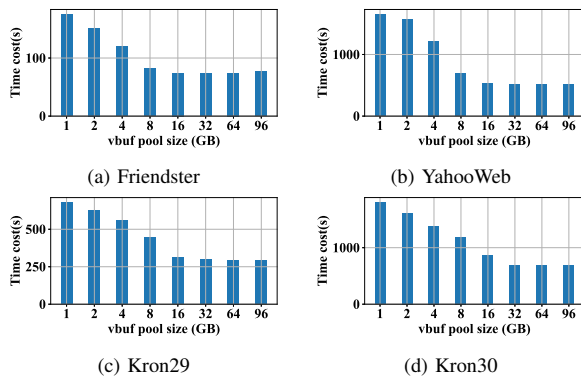 Time cost(s)
100
0
1 2 4 8 16 32 64 96
vbuf pool size (GB)
(a) Friendster
Time cost(s)
1000
0
1 2 4 8 16 32 64 96
vbuf pool size (GB)
(b) YahooWeb
Time cost(s)
500
250
0
1 2 4 8 16 32 64 96
vbuf pool size (GB)
(c) Kron29
Time cost(s)
1000
0
1 2 4 8 16 32 64 96
vbuf pool size (GB)
(d) Kron30